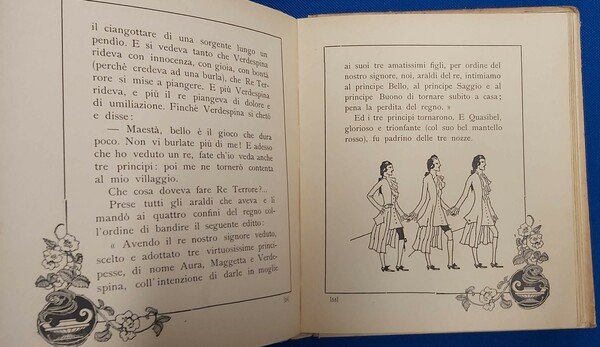 il ciangottare di una sorgente lungo un
pendio. E si vedeva tanto che Verdespina
rideva con innocenza, con gioia, con bontà
(perchè credeva ad una burla), che Re Ter-
rore si mise a piangere. E più Verdespina
rideva, e più il re piangeva di dolore e
di umiliazione. Finchè Verdespina si chetò
e disse:
— Maestà, bello è il gioco che dura
poco. Non vi burlate più di me! E adesso
che ho veduto un re, fate ch'io veda anche
tre principi: poi me ne tornerò contenta
al mio villaggio.
Che cosa doveva fare Re Terrore?...
Prese tutti gli araldi che aveva e li
mandò ai quattro confini del regno col-
l'ordine di bandire il seguente editto:
« Avendo il re nostro signore veduto,
scelto e adottato tre virtuosissime princi-
pesse, di nome Aura, Maggetta e Verde-
spina, coll'intenzione di darle in moglie
ai suoi tre amatissimi figli, per ordine del
nostro signore, noi, araldi del re, intimiamo
al principe Bello, al principe Saggio e al
principe Buono di tornare subito a casa;
pena la perdita del regno. »
Ed i tre principi tornarono. E Quasibel,
glorioso e trionfante (col suo bel mantello
rosso), fu padrino delle tre nozze.